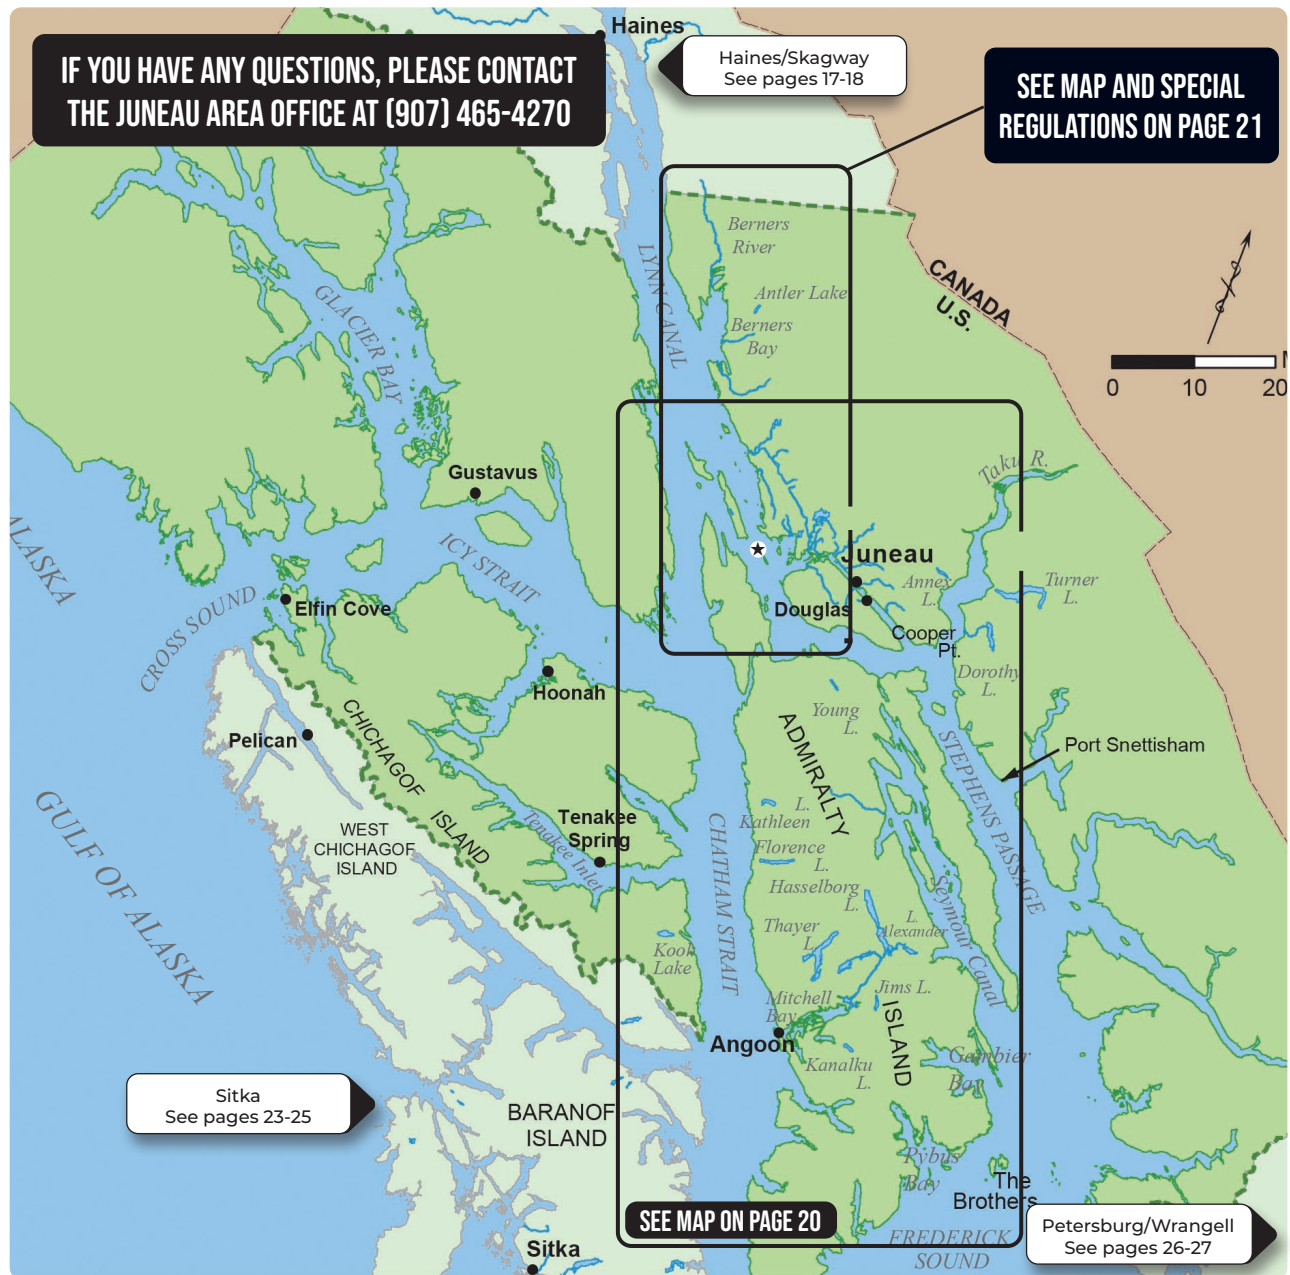 Haines
IF YOU HAVE ANY QUESTIONS, PLEASE CONTACT
THE JUNEAU AREA OFFICE AT (907) 465-4270
Haines/Skagway
See pages 17-18
SEE MAP AND SPECIAL
REGULATIONS ON PAGE 21
Berners
River
LYNN CANAL
Antler Lake
Berners
Bay
CANADA
U.S.
GLACIER BAY
0 10 20
Gustavus
Taku R.
ICY STRAIT
ALASKA
Juneau
Annex
L.
Turner
L.
CROSS SOUND
Elfin Cove
Douglas
Cooper
Pt.
Dorothy
L.
Hoonah
Young
L.
CHICHAGOF
ISLAND
Pelican
ADMIRALTY
ISLAND
STEPHENS PASSAGE
Port Snettisham
GULF OF ALASKA
WEST
CHICHAGOF
ISLAND
Tenakee
Spring
Tenakee Inlet
L.
Kathleen
CHATHAM STRAIT
Florence
L.
Hasselborg
L.
Seymour Canal
Thayer
L.
L.
Alexander
Kook
Lake
Mitchell
Bay
Jims L.
Angoon
Kanalku
L.
Gambier
Bay
Sitka
See pages 23-25
BARANOF
ISLAND
Pybus
Bay
The
Brothers
SEE MAP ON PAGE 20
FREDERICK
SOUND
Petersburg/Wrangell
See pages 26-27
Sitka